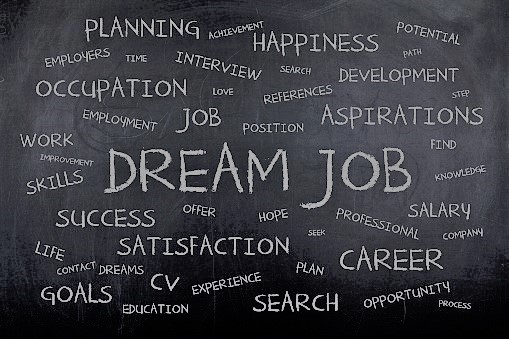 PLANNING
ACHIEVEMENT
HAPPINESS
POTENTIAL
EMPLOYERS
TIME
INTERVIEW
SEARCH
PATH
OCCUPATION
LOVE
REFERENCES
DEVELOPMENT
STEP
EMPLOYMENT
JOB
POSITION
ASPIRATIONS
WORK
FIND
IMPROVEMENT
SKILLS
DREAM JOB
KNOWLEDGE
SUCCESS
OFFER
HOPE
PROFESSIONAL
SALARY
LIFE
SATISFACTION
SEEK
COMPANY
CONTACT
DREAMS
PLAN
CAREER
GOALS
CV
EXPERIENCE
EDUCATION
SEARCH
OPPORTUNITY
PROCESS